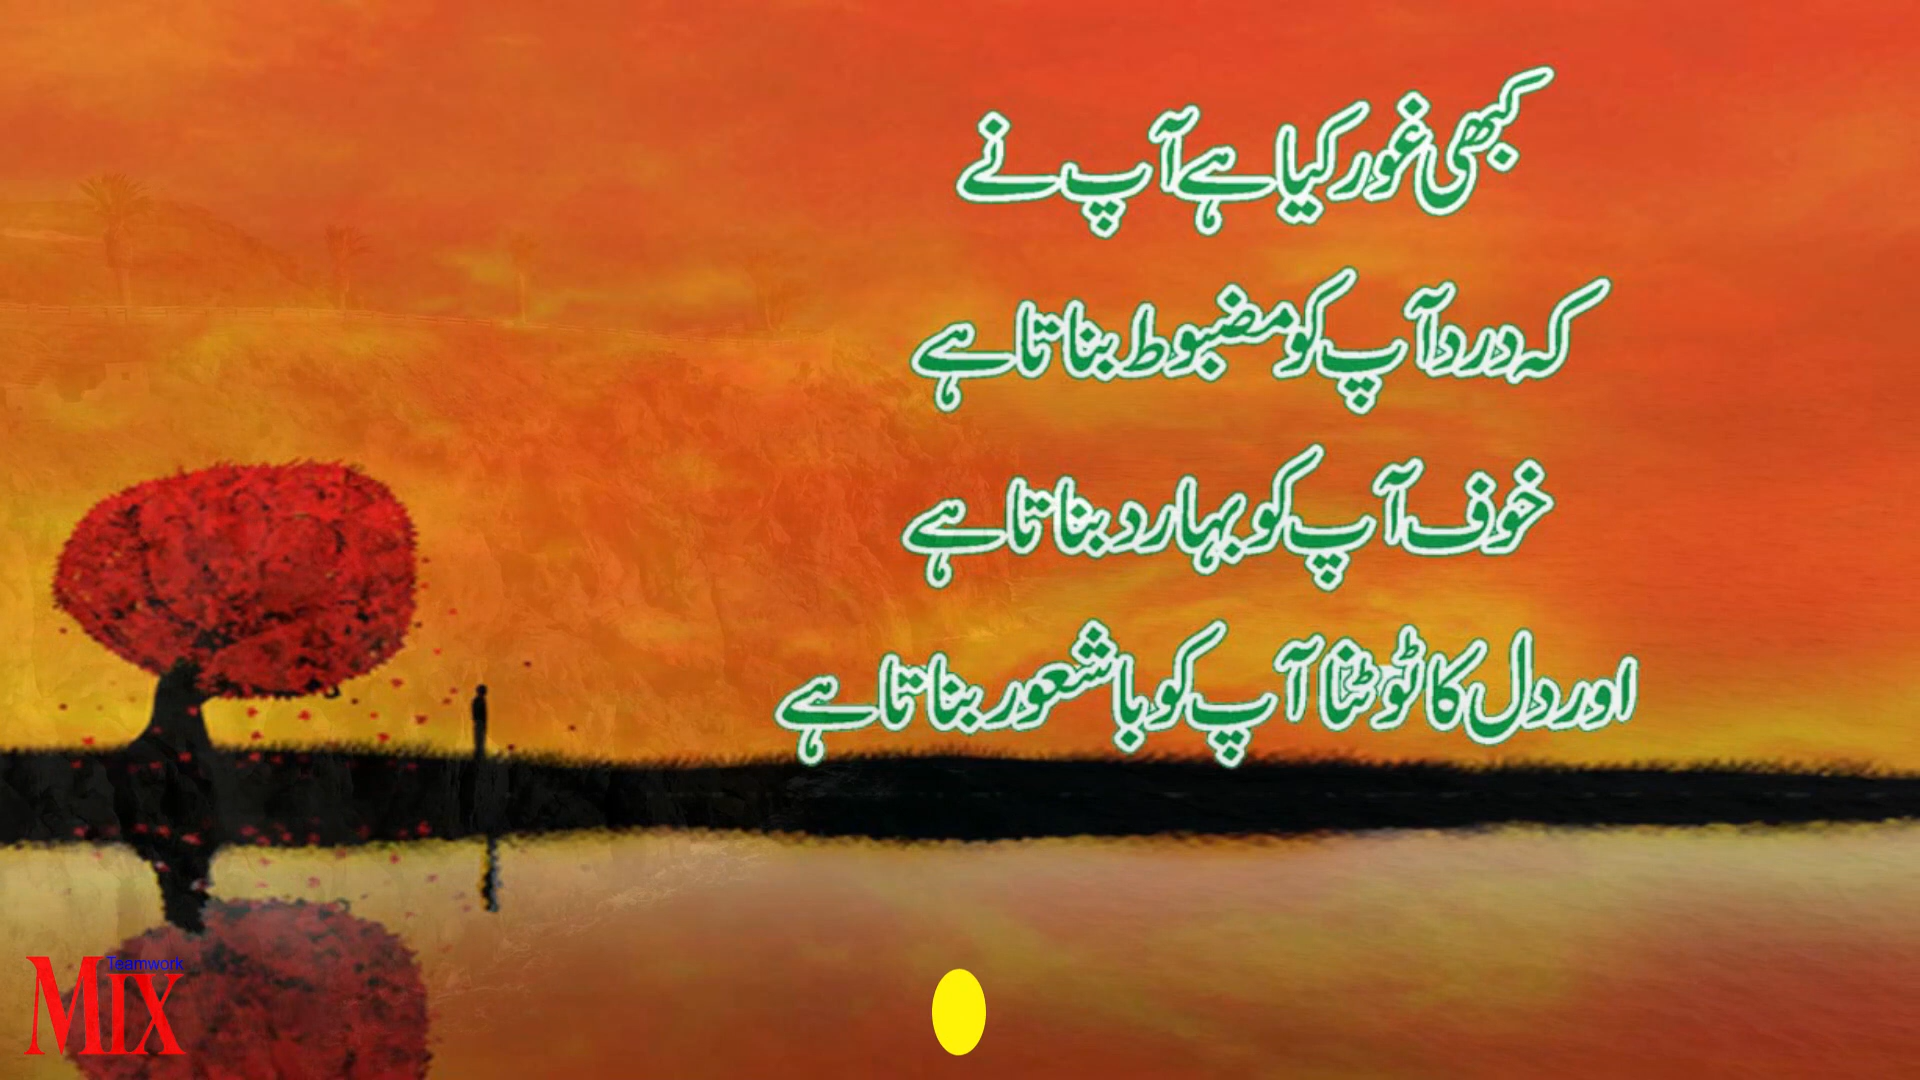 کبھی غور کیا ہے آپ نے
کہ درد آپ کو مضبوط بناتا ہے
خوف آپ کو بہارد بناتا ہے
اور دل کا ٹوٹنا آپ کو باشعور بناتا ہے
Teamwork
MIX